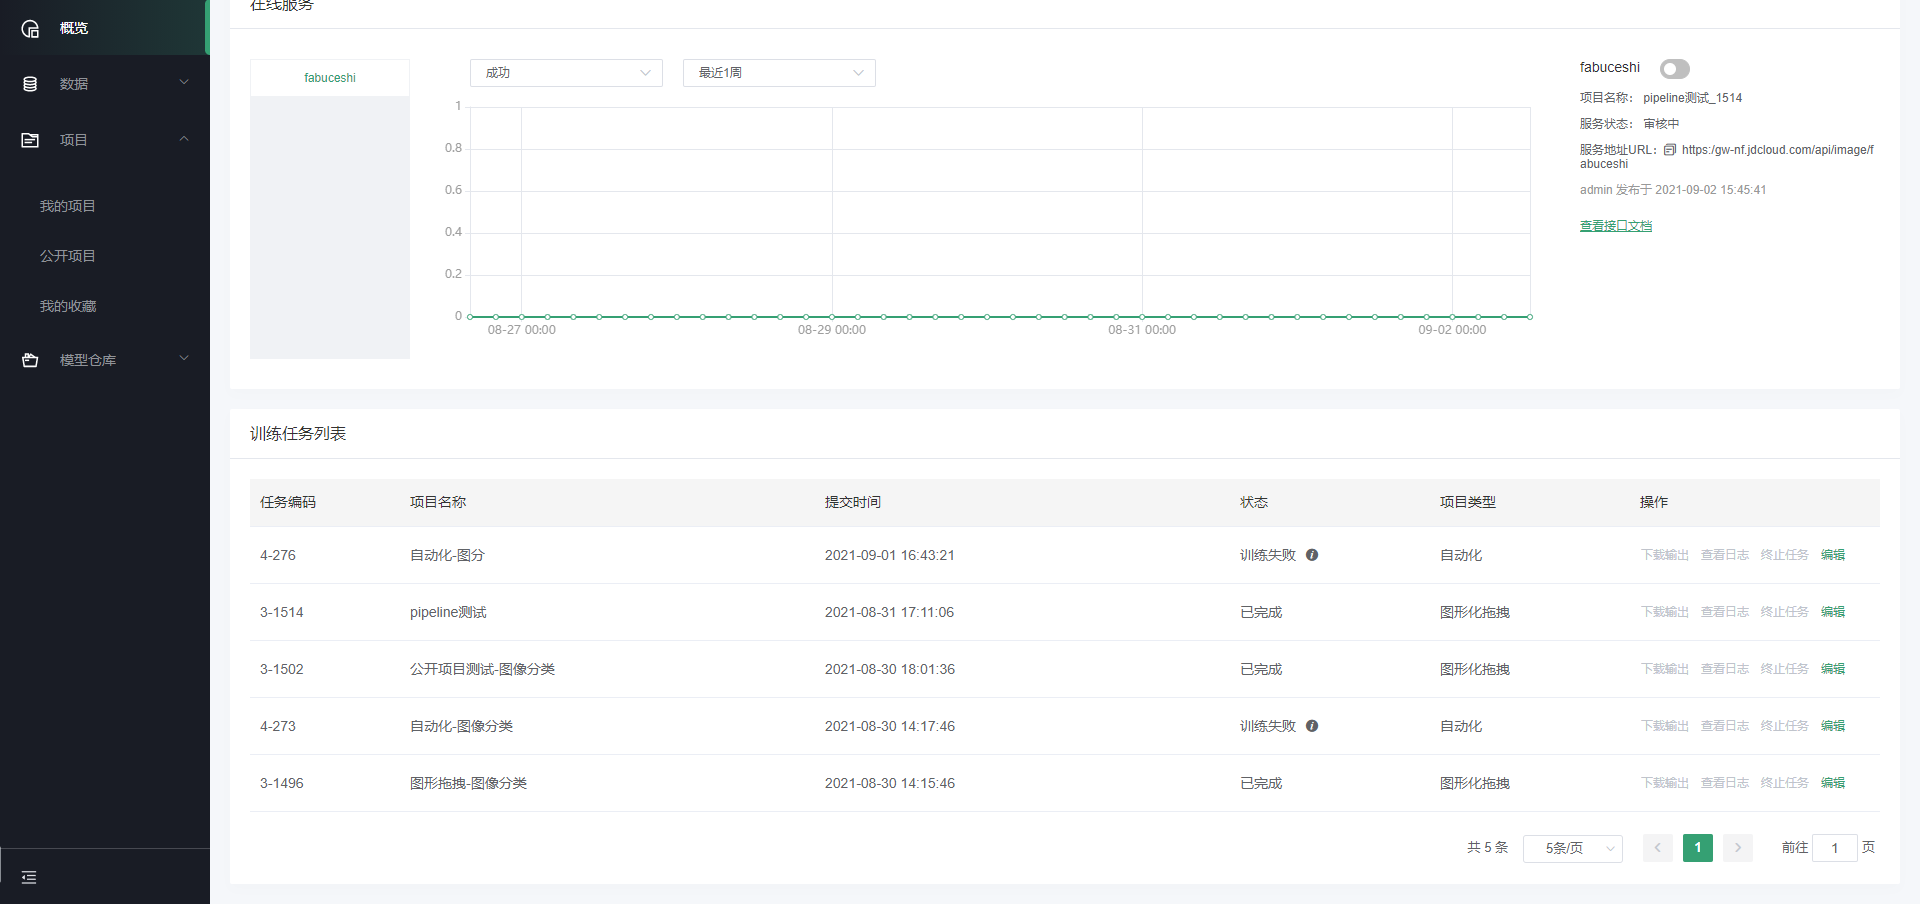 概览
数据
项目
我的项目
公开项目
我的收藏
模型仓库
在线服务
fabuceshi
成功
最近1周
1
0.8
0.6
0.4
0.2
0
08-27 00:00
08-29 00:00
08-31 00:00
09-02 00:00
fabuceshi
项目名称： pipeline测试_1514
服务状态： 审核中
服务地址URL： https:/gw-nf.jdcloud.com/api/image/f
abuceshi
admin 发布于 2021-09-02 15:45:41
查看接口文档
训练任务列表
任务编码 项目名称 提交时间 状态 项目类型 操作
4-276 自动化-图分 2021-09-01 16:43:21 训练失败 自动化 下载输出 查看日志 终止任务 编辑
3-1514 pipeline测试 2021-08-31 17:11:06 已完成 图形化拖拽 下载输出 查看日志 终止任务 编辑
3-1502 公开项目测试-图像分类 2021-08-30 18:01:36 已完成 图形化拖拽 下载输出 查看日志 终止任务 编辑
4-273 自动化-图像分类 2021-08-30 14:17:46 训练失败 自动化 下载输出 查看日志 终止任务 编辑
3-1496 图形拖拽-图像分类 2021-08-30 14:15:46 已完成 图形化拖拽 下载输出 查看日志 终止任务 编辑
共 5 条 5条/页 1 前往 1 页